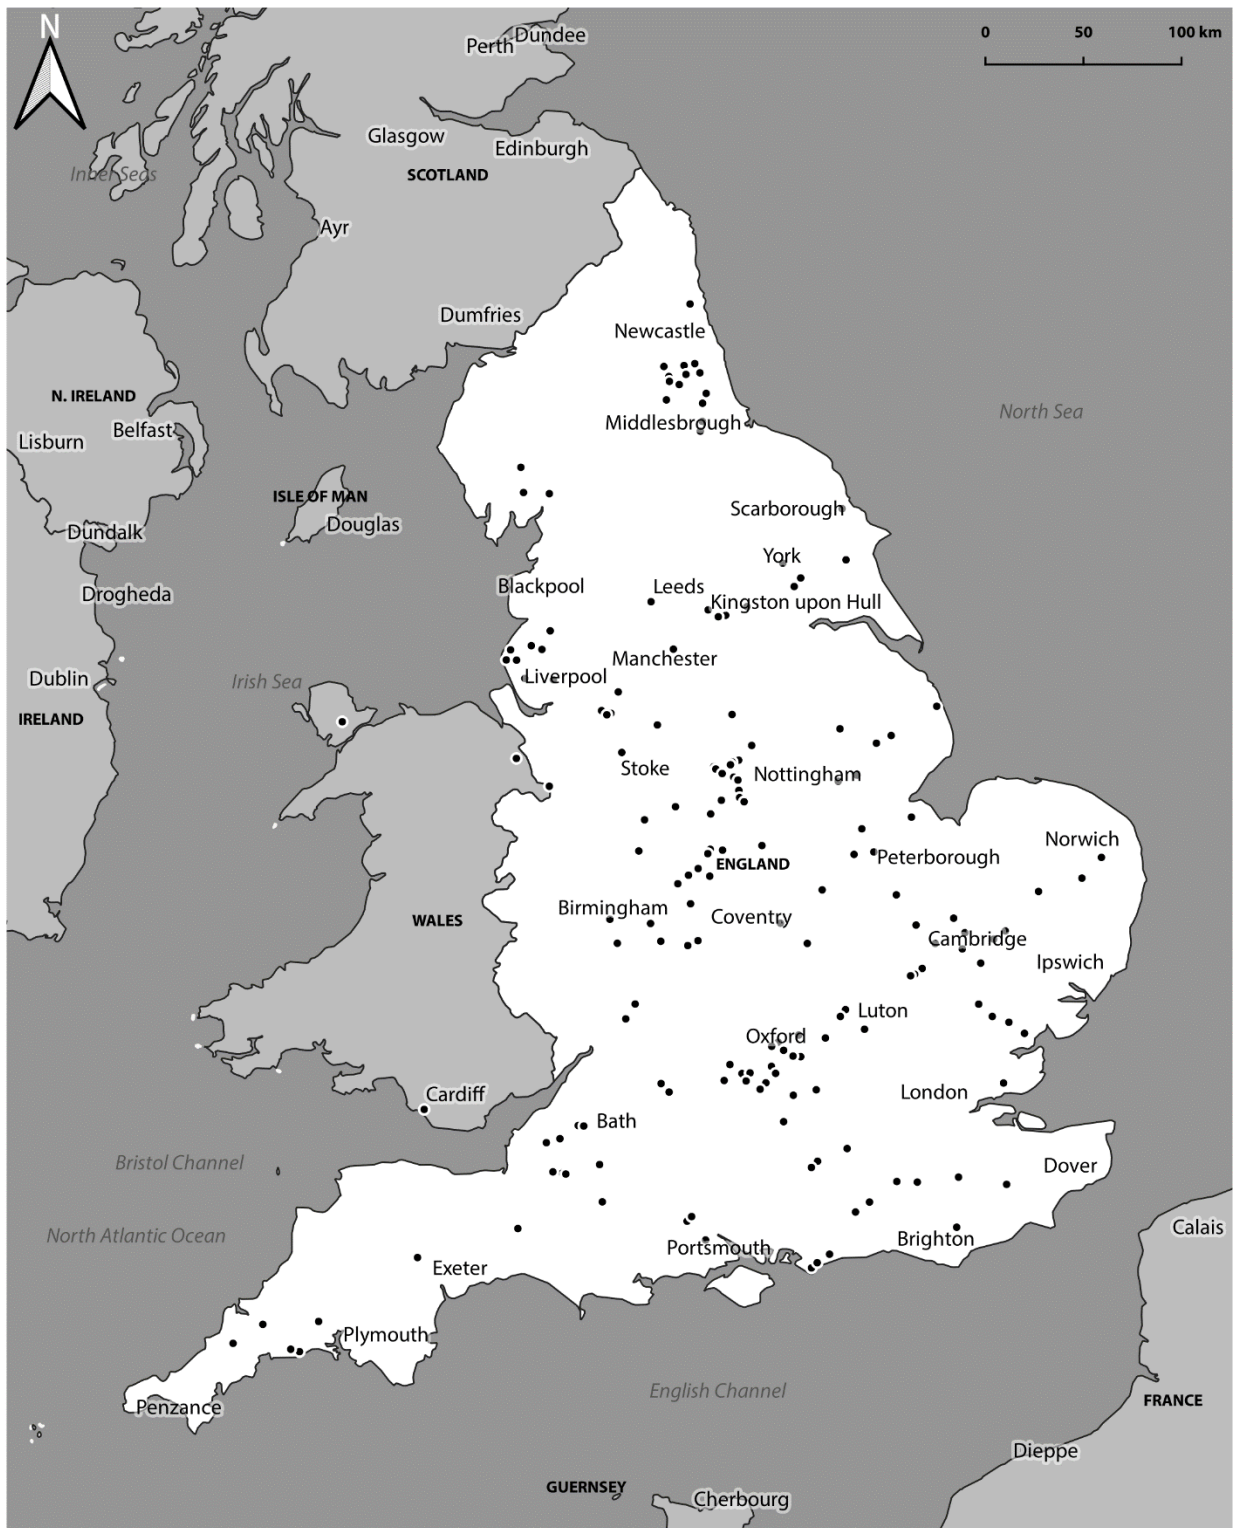 N
0 50 100 km
Dundee
Perth
Glasgow
Edinburgh
Inner Seas
SCOTLAND
Ayr
Dumfries
Newcastle
N. IRELAND
North Sea
Middlesbrough
Belfast
Lisburn
ISLE OF MAN
Scarborough
Douglas
Dundalk
York
Blackpool
Leeds
Drogheda
Kingston upon Hull
Manchester
Liverpool
Dublin
Irish Sea
IRELAND
Stoke
Nottingham
Norwich
Peterborough
ENGLAND
Birmingham
Coventry
WALES
Cambridge
Ipswich
Luton
Oxford
London
Cardiff
Bath
Bristol Channel
Dover
Calais
North Atlantic Ocean
Brighton
Portsmouth
Exeter
Plymouth
English Channel
FRANCE
Penzance
Dieppe
GUERNSEY
Cherbourg